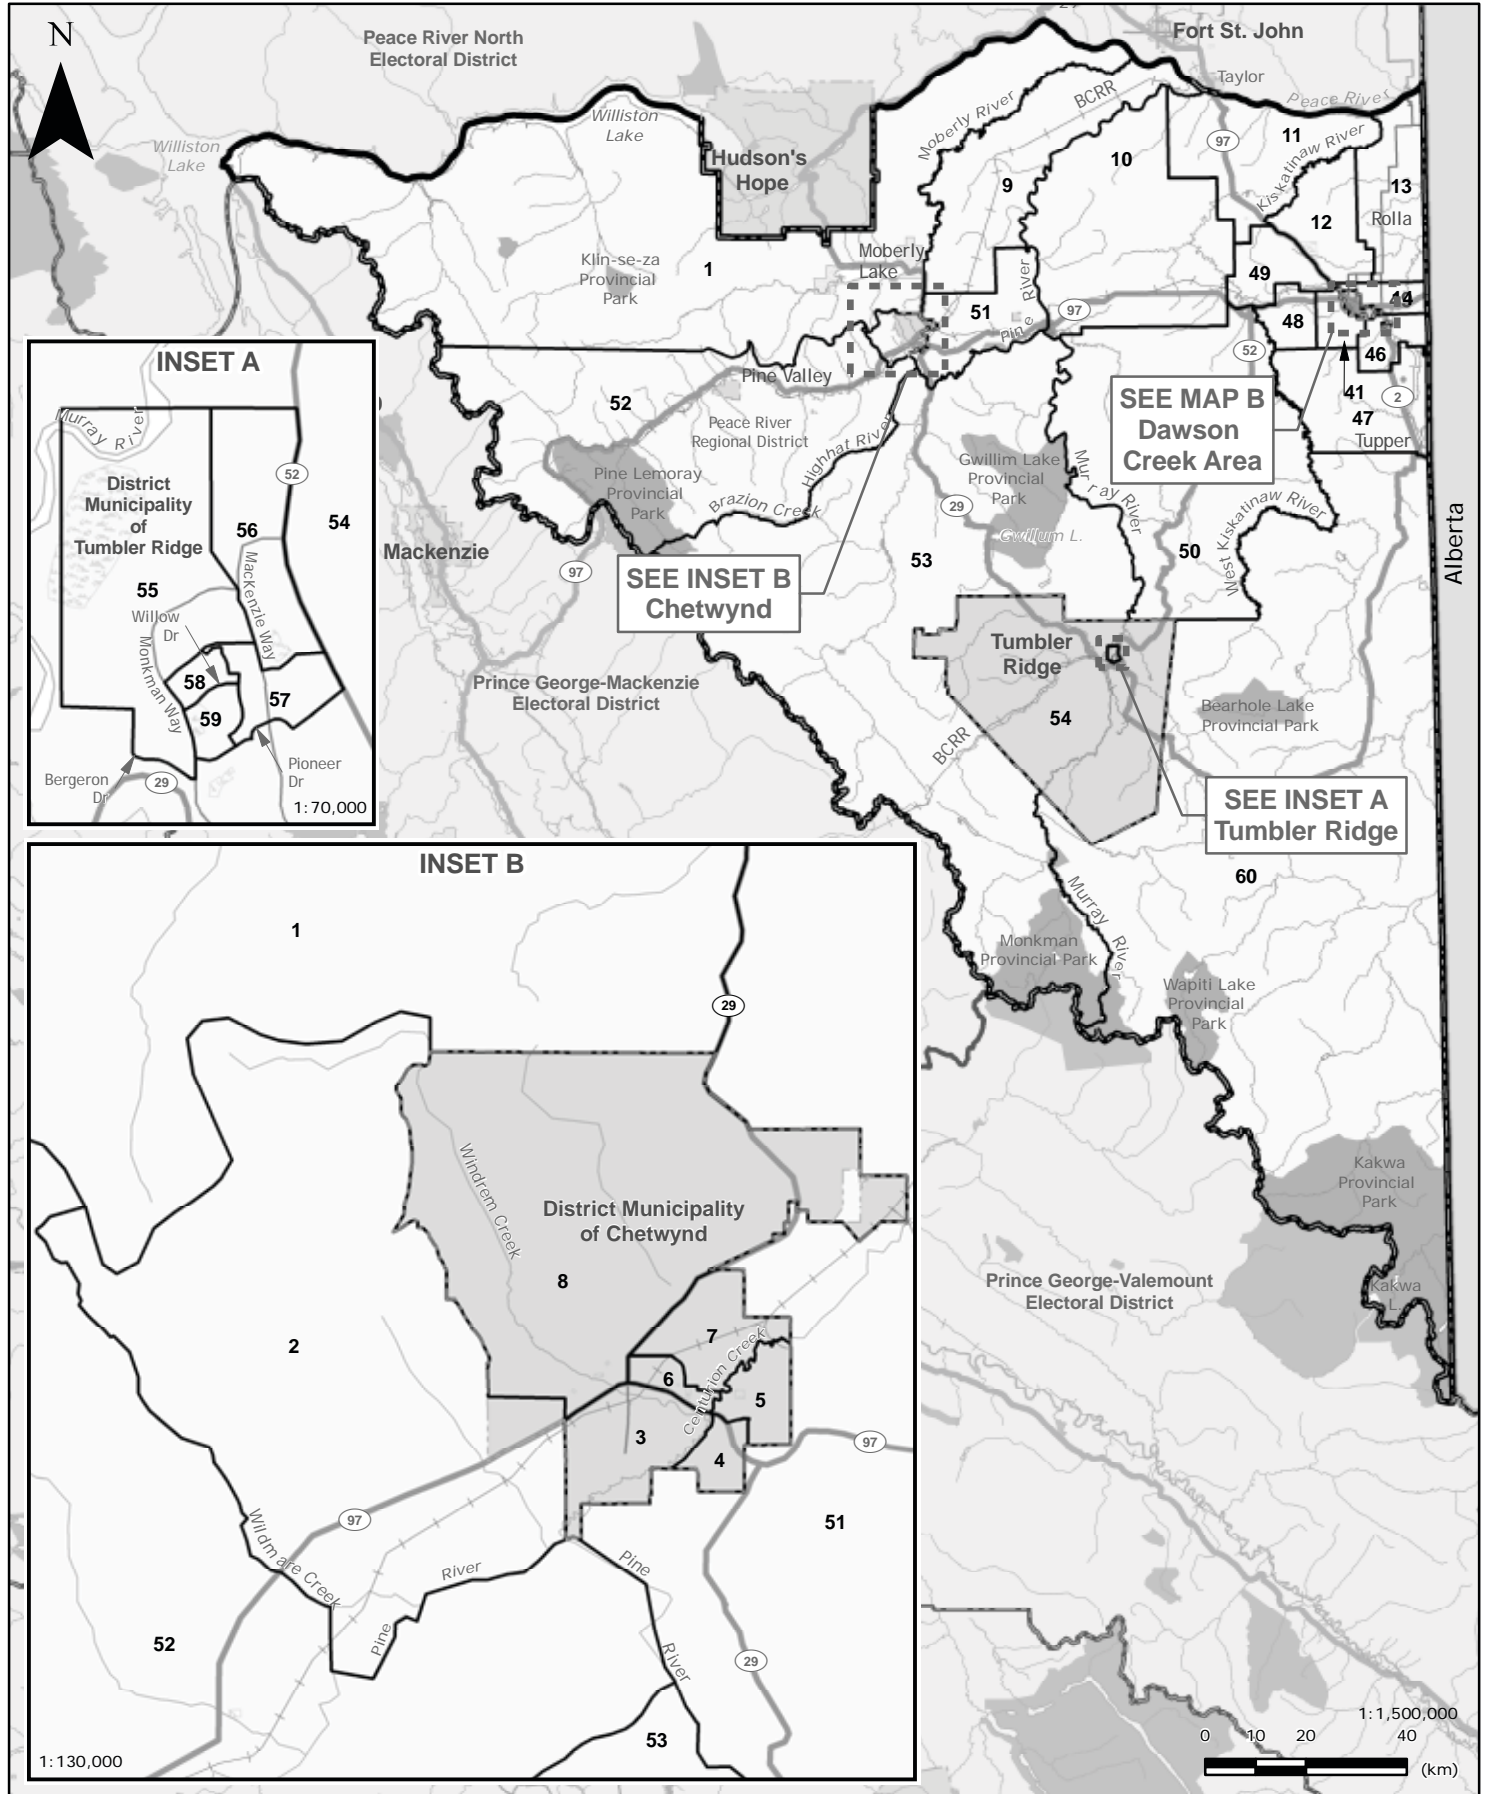 N
Peace River North
Electoral District
Fort St. John
Taylor
Peace River
Williston
Lake
Williston
Lake
Hudson's
Hope
Moberly River
BCRR
97
11
Kiskatinaw River
10
9
13
12
Rolla
Klin-se-za
Provincial
Park
1
Moberly
Lake
49
44
51
Pine River
97
48
52
46
41
2
47
Tupper
Pine Valley
52
Peace River
Regional District
Highhat River
SEE MAP B
Dawson
Creek Area
Pine Lemoray
Provincial
Park
Brazion Creek
Gwillim Lake
Provincial
Park
Gwillum L.
Murray River
29
West Kiskatinaw River
50
53
Alberta
Mackenzie
97
SEE INSET B
Chetwynd
Tumbler
Ridge
54
Prince George-Mackenzie
Electoral District
Bearhole Lake
Provincial Park
BCRR
SEE INSET A
Tumbler Ridge
60
Murray River
Monkman
Provincial Park
Wapiti Lake
Provincial
Park
Kakwa
Provincial
Park
Kakwa
L.
Prince George-Valemount
Electoral District
1:1,500,000
0 10 20 40
(km)
INSET A
Murray River
District
Municipality
of
Tumbler Ridge
52
56
54
55
Mackenzie Way
Willow
Dr
Monkman Way
58
57
59
Bergeron
Dr
29
Pioneer
Dr
1:70,000
INSET B
1
29
Windrem Creek
District Municipality
of Chetwynd
8
2
7
6
Centurion Creek
5
3
4
97
97
51
Wildmare Creek
Pine River
Pine River
52
29
53
1:130,000